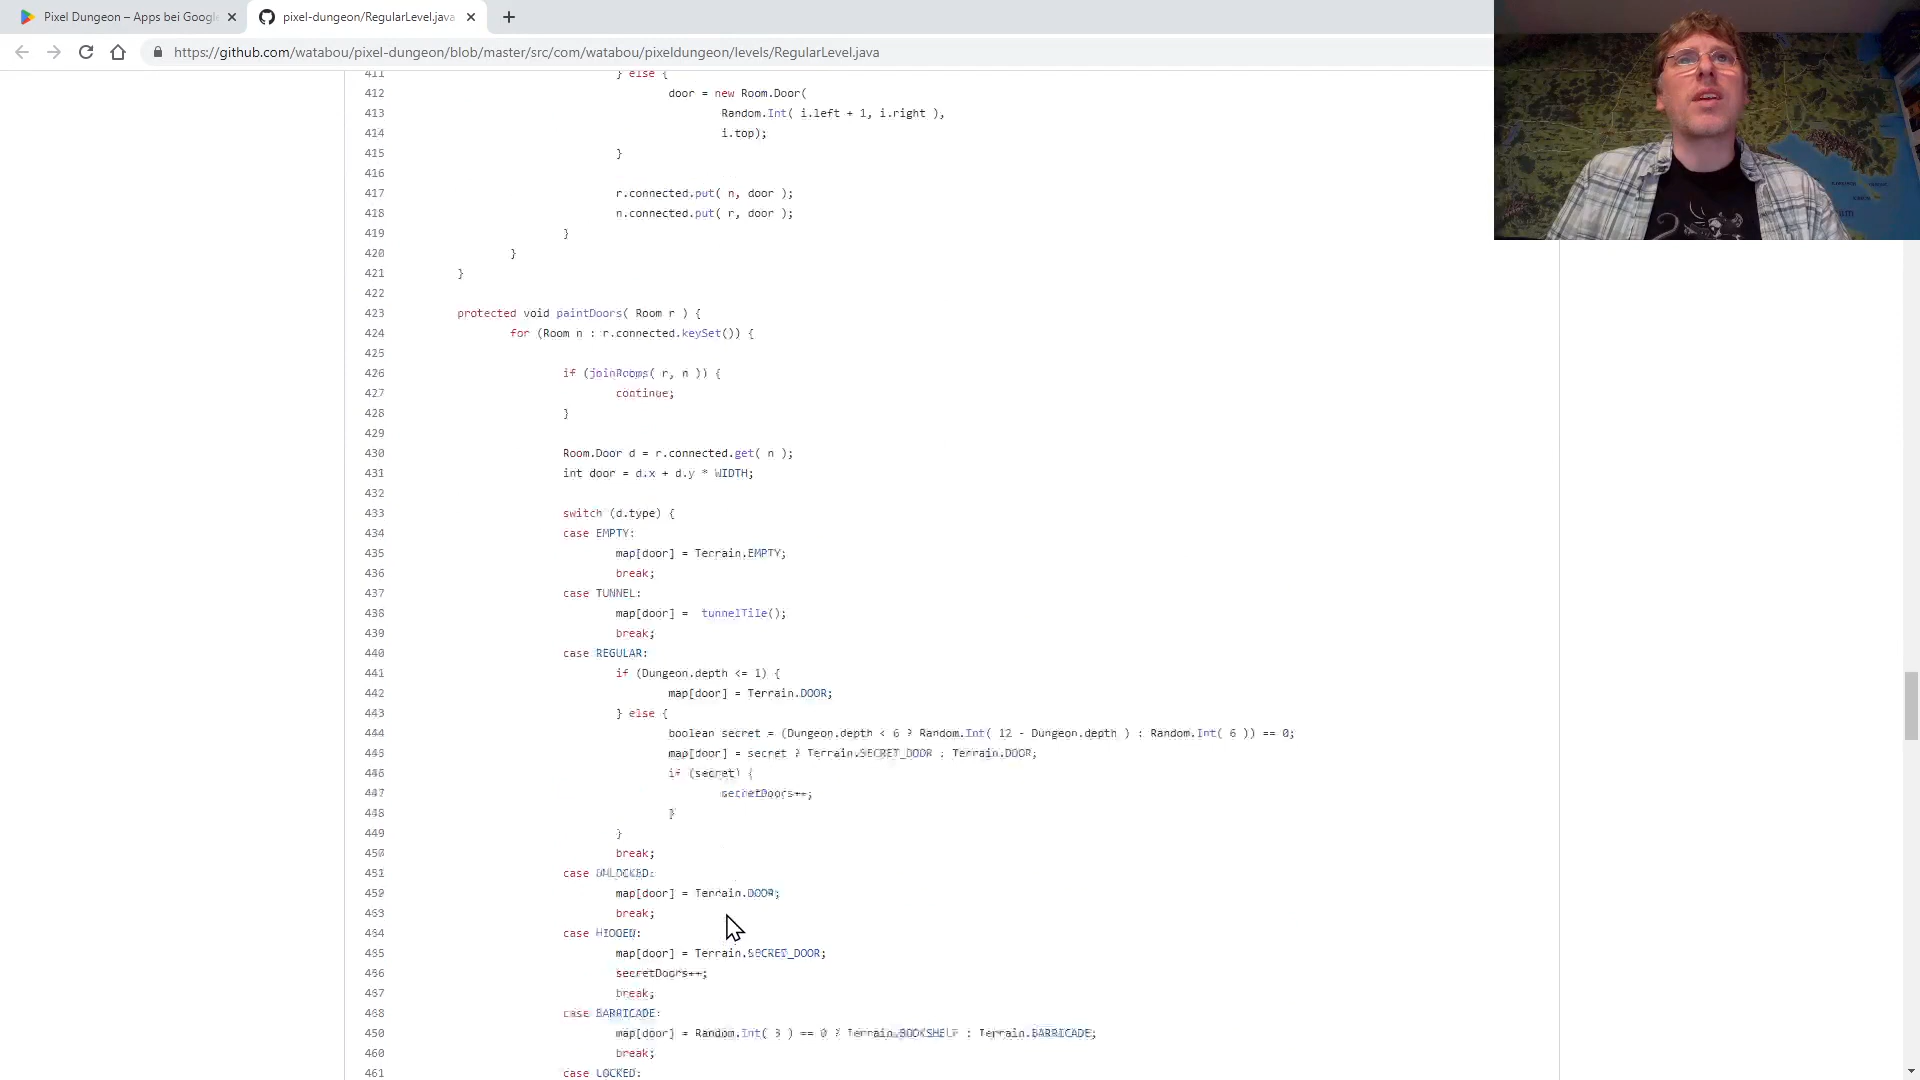 Pixel Dungeon – Apps bei Google
pixel-dungeon/RegularLevel.java
https://github.com/watabou/pixel-dungeon/blob/master/src/com/watabou/pixeldungeon/levels/RegularLevel.java
411 } else {
412 door = new Room.Door(
413 Random.Int( i.left + 1, i.right ),
414 i.top);
415 }
416
417 r.connected.put( n, door );
418 n.connected.put( r, door );
419 }
420 }
421 }
422
423 protected void paintDoors( Room r ) {
424 for (Room n : r.connected.keySet()) {
425
426 if (joinRooms( r, n )) {
427 continue;
428 }
429
430 Room.Door d = r.connected.get( n );
431 int door = d.x + d.y * WIDTH;
432
433 switch (d.type) {
434 case EMPTY:
435 map[door] = Terrain.EMPTY;
436 break;
437 case TUNNEL:
438 map[door] = tunnelTile();
439 break;
440 case REGULAR:
441 if (Dungeon.depth <= 1) {
442 map[door] = Terrain.DOOR;
443 } else {
444 boolean secret = (Dungeon.depth < 6 ? Random.Int( 12 - Dungeon.depth ) : Random.Int( 6 )) == 0;
445 map[door] = secret ? Terrain.SECRET_DOOR : Terrain.DOOR;
446 if (secret) {
447 secretDoors++;
448 }
449 }
450 break;
451 case UNLOCKED:
452 map[door] = Terrain.DOOR;
453 break;
454 case HIDDEN:
455 map[door] = Terrain.SECRET_DOOR;
456 secretDoors++;
457 break;
458 case BARRICADE:
map[door] = Random.Int( 3 ) == 0 ? Terrain.BOOKSHELF : Terrain.BARRICADE;
460 break;
461 case LOCKED: